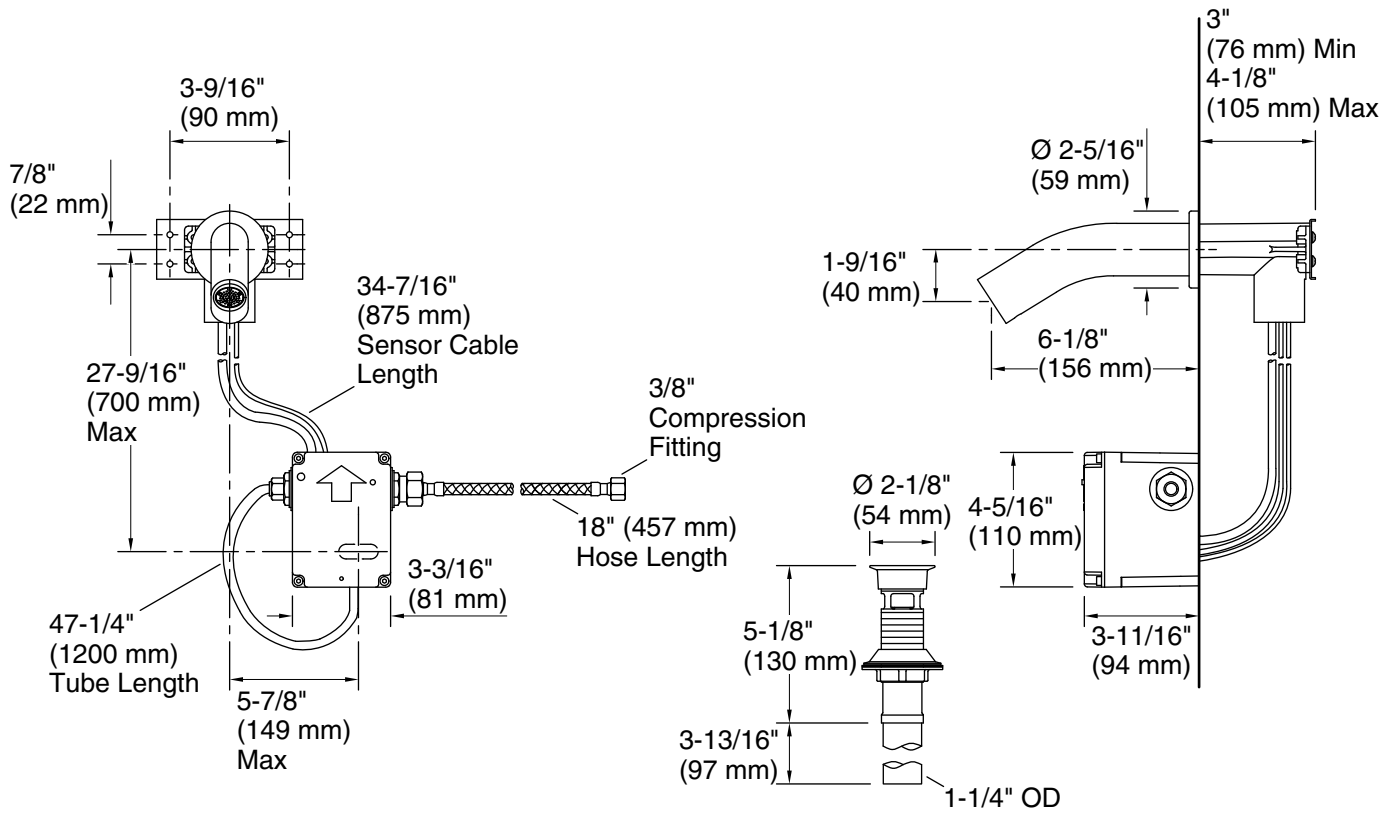 3-9/16"
(90 mm)
7/8"
(22 mm)
34-7/16"
(875 mm)
Sensor Cable
Length
27-9/16"
(700 mm)
Max
3/8"
Compression
Fitting
18" (457 mm)
Hose Length
3-3/16"
(81 mm)
47-1/4"
(1200 mm)
Tube Length
5-7/8"
(149 mm)
Max
3"
(76 mm) Min
4-1/8"
(105 mm) Max
Ø 2-5/16"
(59 mm)
1-9/16"
(40 mm)
6-1/8"
(156 mm)
Ø 2-1/8"
(54 mm)
4-5/16"
(110 mm)
5-1/8"
(130 mm)
3-11/16"
(94 mm)
3-13/16"
(97 mm)
1-1/4" OD